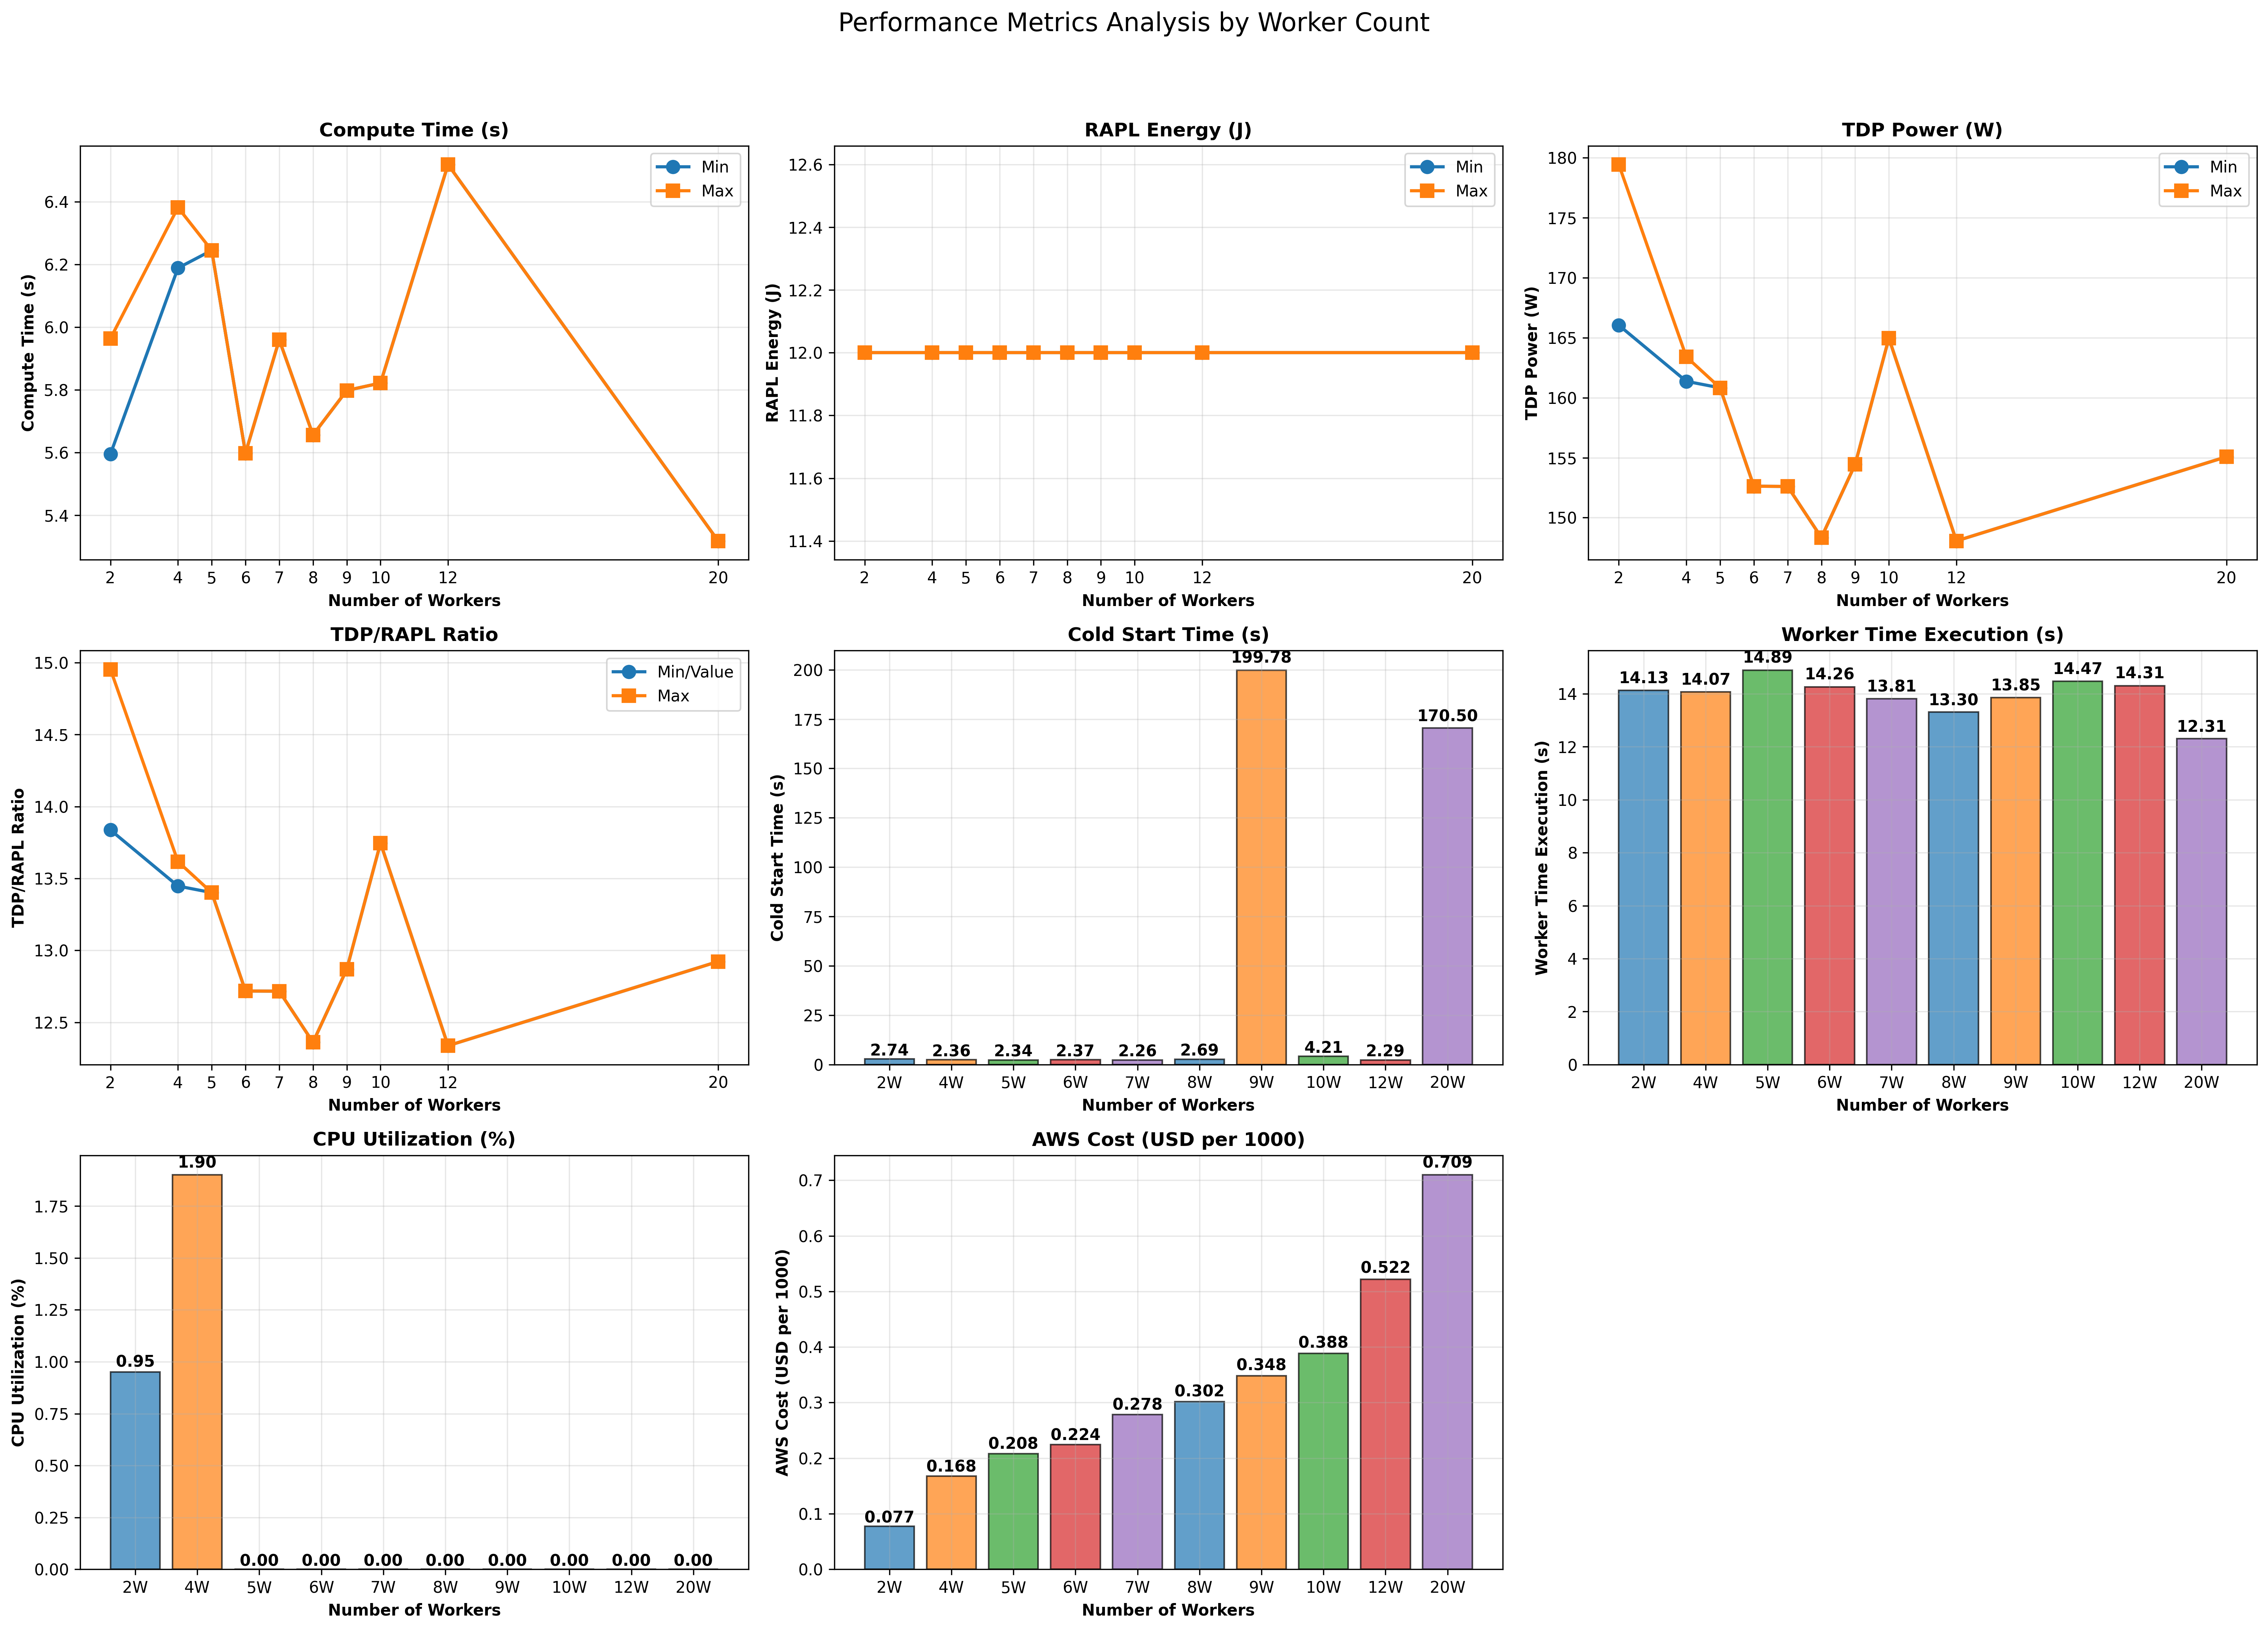 Performance Metrics Analysis by Worker Count
Compute Time (s)
Compute Time (s)
6.4
6.2
6.0
5.8
5.6
5.4
Min
Max
2 4 5 6 7 8 9 10 12 20
Number of Workers
RAPL Energy (J)
RAPL Energy (J)
12.6
12.4
12.2
12.0
11.8
11.6
11.4
Min
Max
2 4 5 6 7 8 9 10 12 20
Number of Workers
TDP Power (W)
TDP Power (W)
180
175
170
165
160
155
150
Min
Max
2 4 5 6 7 8 9 10 12 20
Number of Workers
TDP/RAPL Ratio
TDP/RAPL Ratio
15.0
14.5
14.0
13.5
13.0
12.5
Min/Value
Max
2 4 5 6 7 8 9 10 12 20
Number of Workers
Cold Start Time (s)
Cold Start Time (s)
200
175
150
125
100
75
50
25
0
2.74 2.36 2.34 2.37 2.26 2.69 199.78 4.21 2.29 170.50
2W 4W 5W 6W 7W 8W 9W 10W 12W 20W
Number of Workers
Worker Time Execution (s)
Worker Time Execution (s)
14
12
10
8
6
4
2
0
14.13 14.07 14.89 14.26 13.81 13.30 13.85 14.47 14.31 12.31
2W 4W 5W 6W 7W 8W 9W 10W 12W 20W
Number of Workers
CPU Utilization (%)
CPU Utilization (%)
1.75
1.50
1.25
1.00
0.75
0.50
0.25
0.00
0.95 1.90 0.00 0.00 0.00 0.00 0.00 0.00 0.00 0.00
2W 4W 5W 6W 7W 8W 9W 10W 12W 20W
Number of Workers
AWS Cost (USD per 1000)
AWS Cost (USD per 1000)
0.7
0.6
0.5
0.4
0.3
0.2
0.1
0.0
0.077 0.168 0.208 0.224 0.278 0.302 0.348 0.388 0.522 0.709
2W 4W 5W 6W 7W 8W 9W 10W 12W 20W
Number of Workers